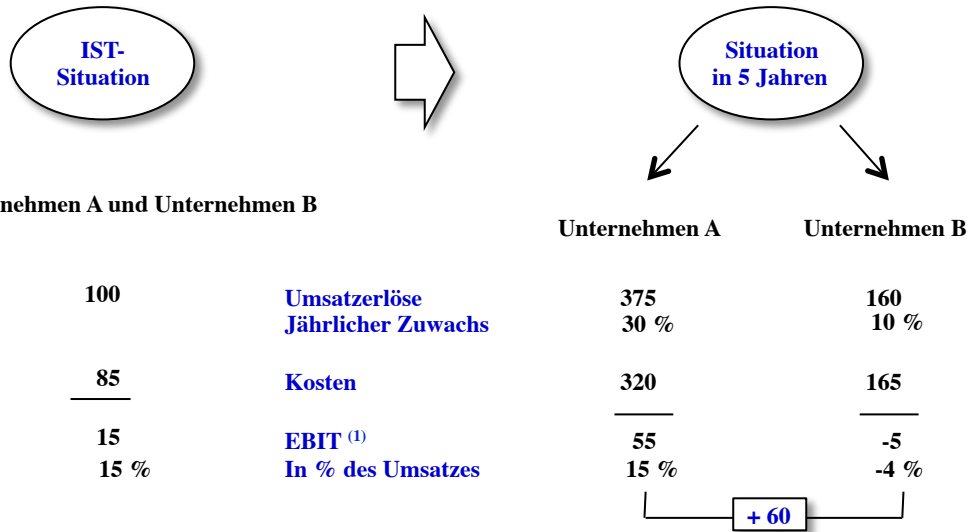 IST-
Situation
Situation
in 5 Jahren
nehmen A und Unternehmen B
Unternehmen A Unternehmen B
100 Umsatzerlöse 375 160
Jährlicher Zuwachs 30 % 10 %
85 Kosten 320 165
15 EBIT (1) 55 -5
15 % In % des Umsatzes 15 % -4 %
+ 60